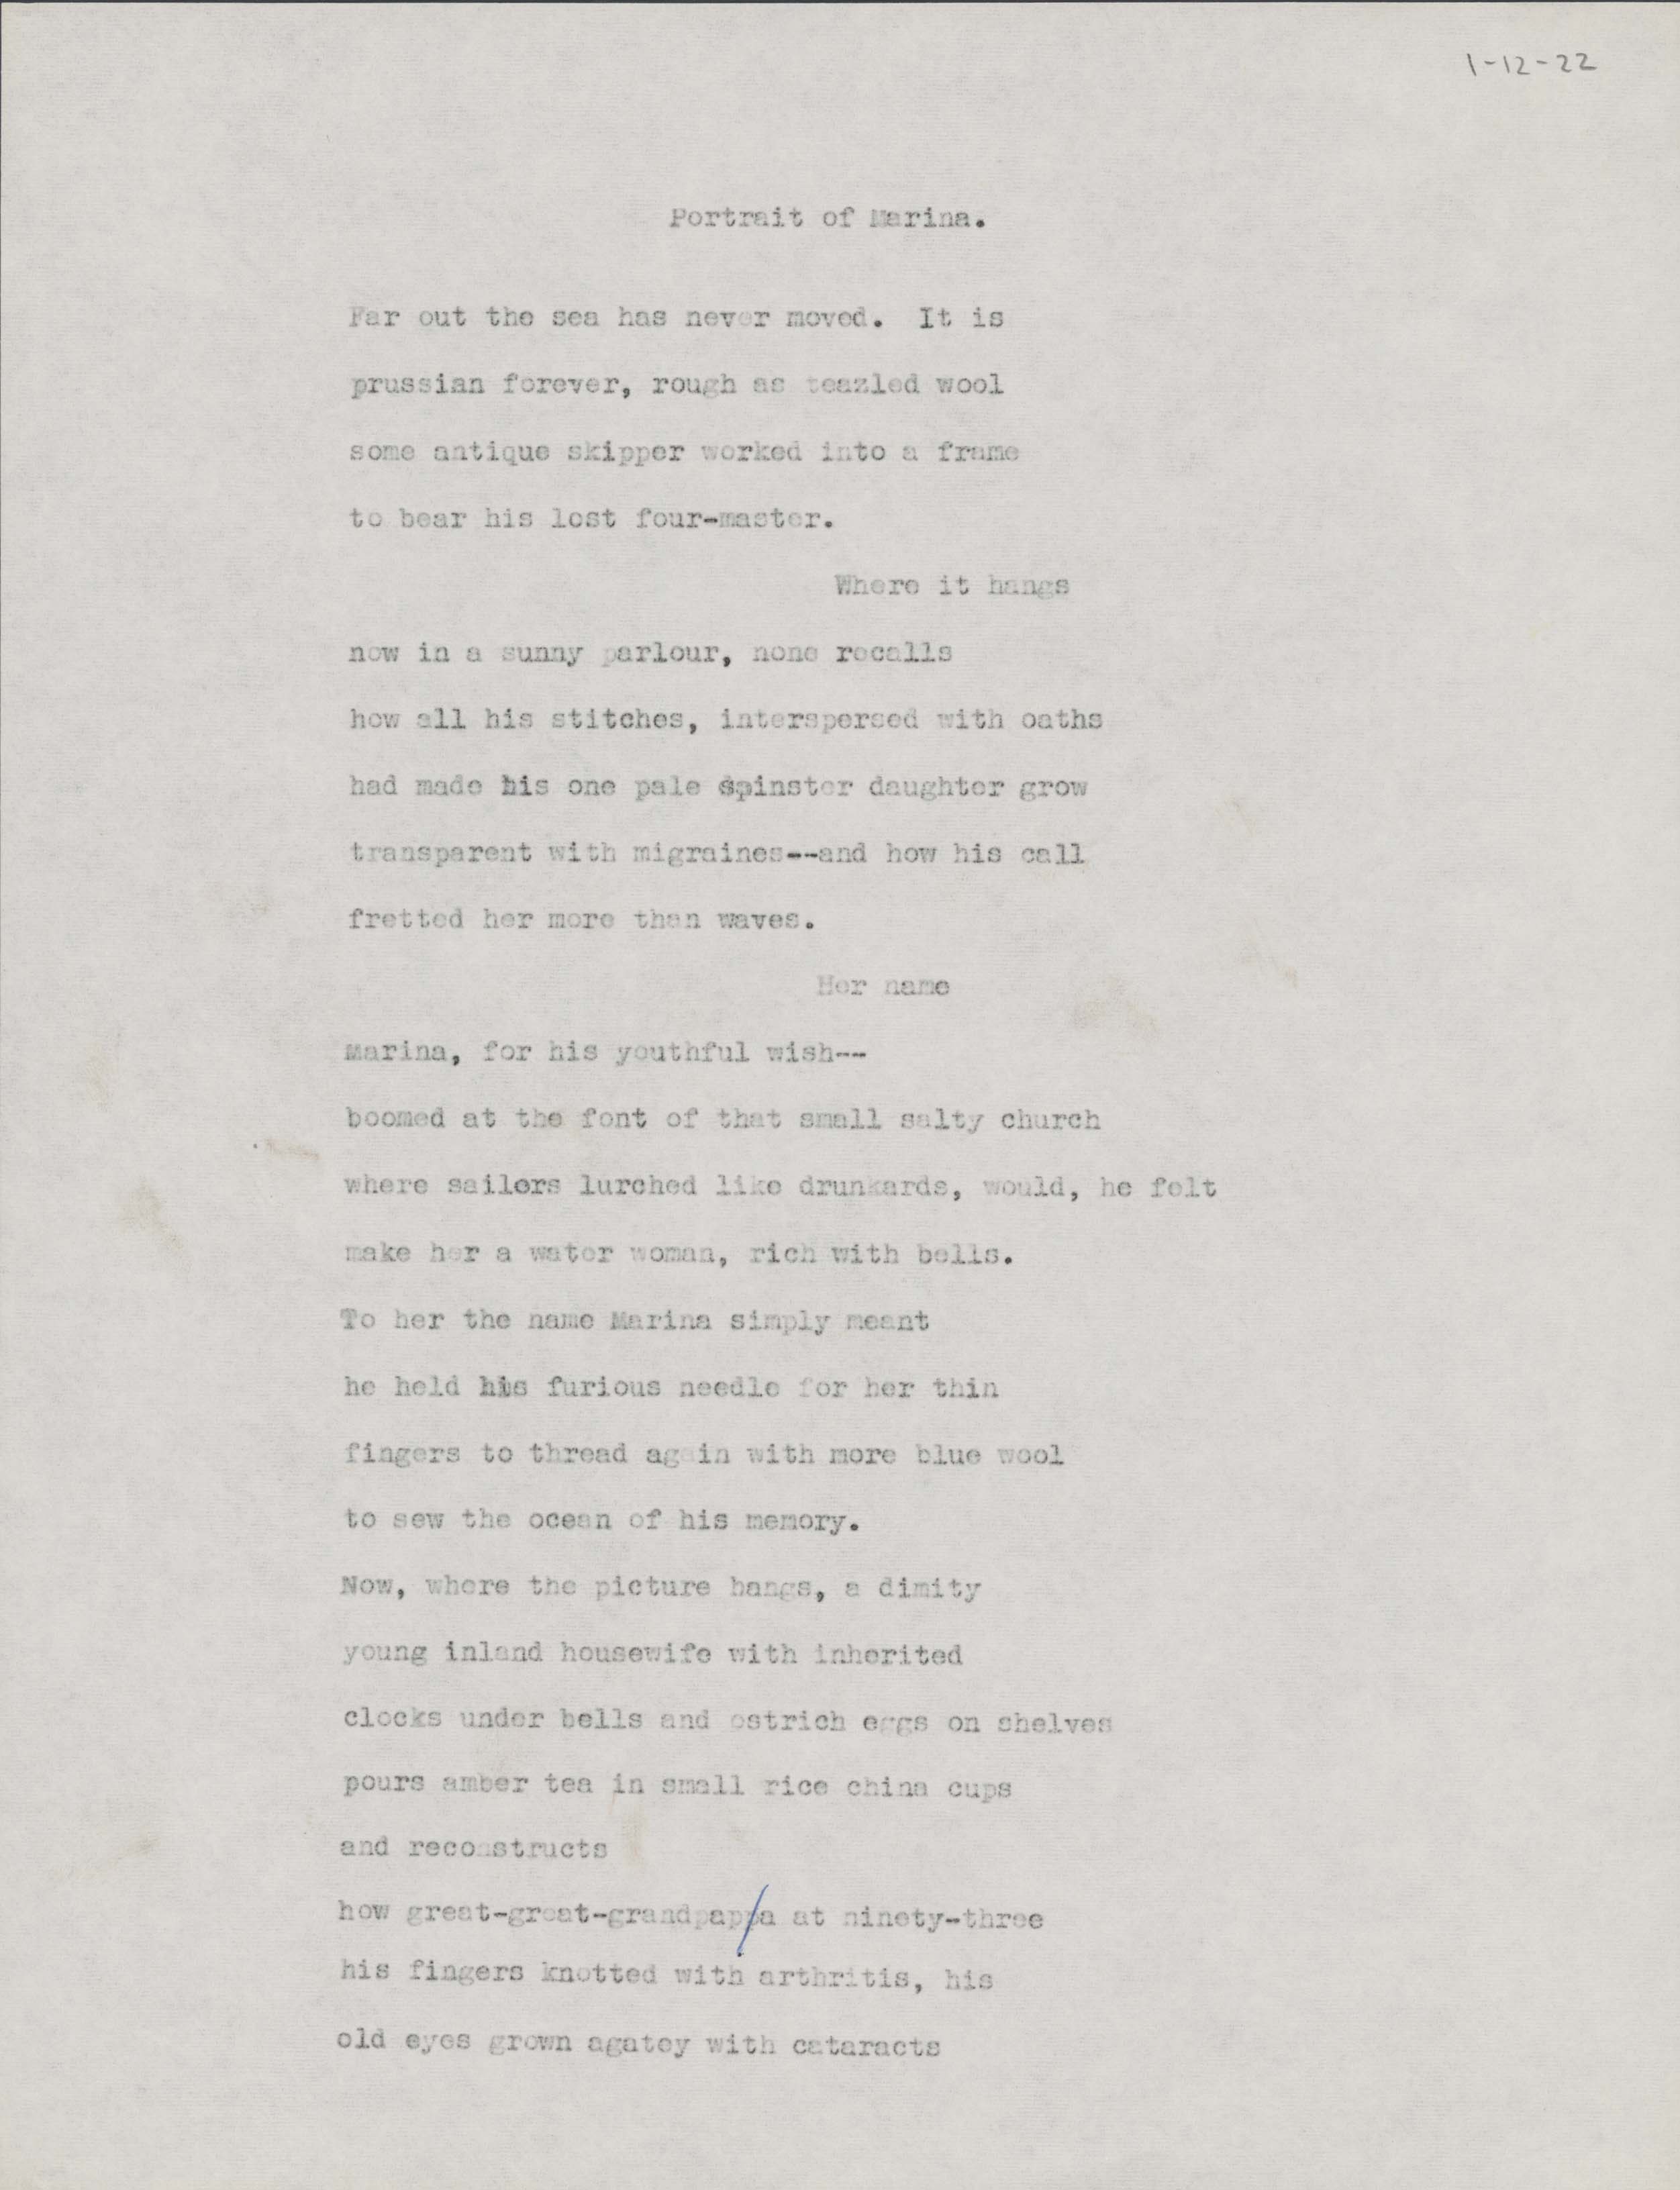 1-12-22
Portrait of Marina.
Far out the sea has never moved. It is
prussian forever, rough as teazled wool
some antique skipper worked into a frame
to bear his lost four-master.
Where it hangs
now in a sunny parlour, none recalls
how all his stitches, interspersed with oaths
had made his one pale spinster daughter grow
transparent with migraines--and how his call
fretted her more than waves.
Her name
Marina, for his youthful wish--
boomed at the font of that small salty church
where sailors lurched like drunkards, would, he felt
make her a water woman, rich with bells.
To her the name Marina simply meant
he held his furious needle for her thin
fingers to thread again with more blue wool
to sew the ocean of his memory.
Now, where the picture hangs, a dimity
young inland housewife with inherited
clocks under bells and ostrich eggs on shelves
pours amber tea in small rice china cups
and reconstructs
how great-great-grandpappa at ninety-three
his fingers knotted with arthritis, his
old eyes grown agatey with cataracts